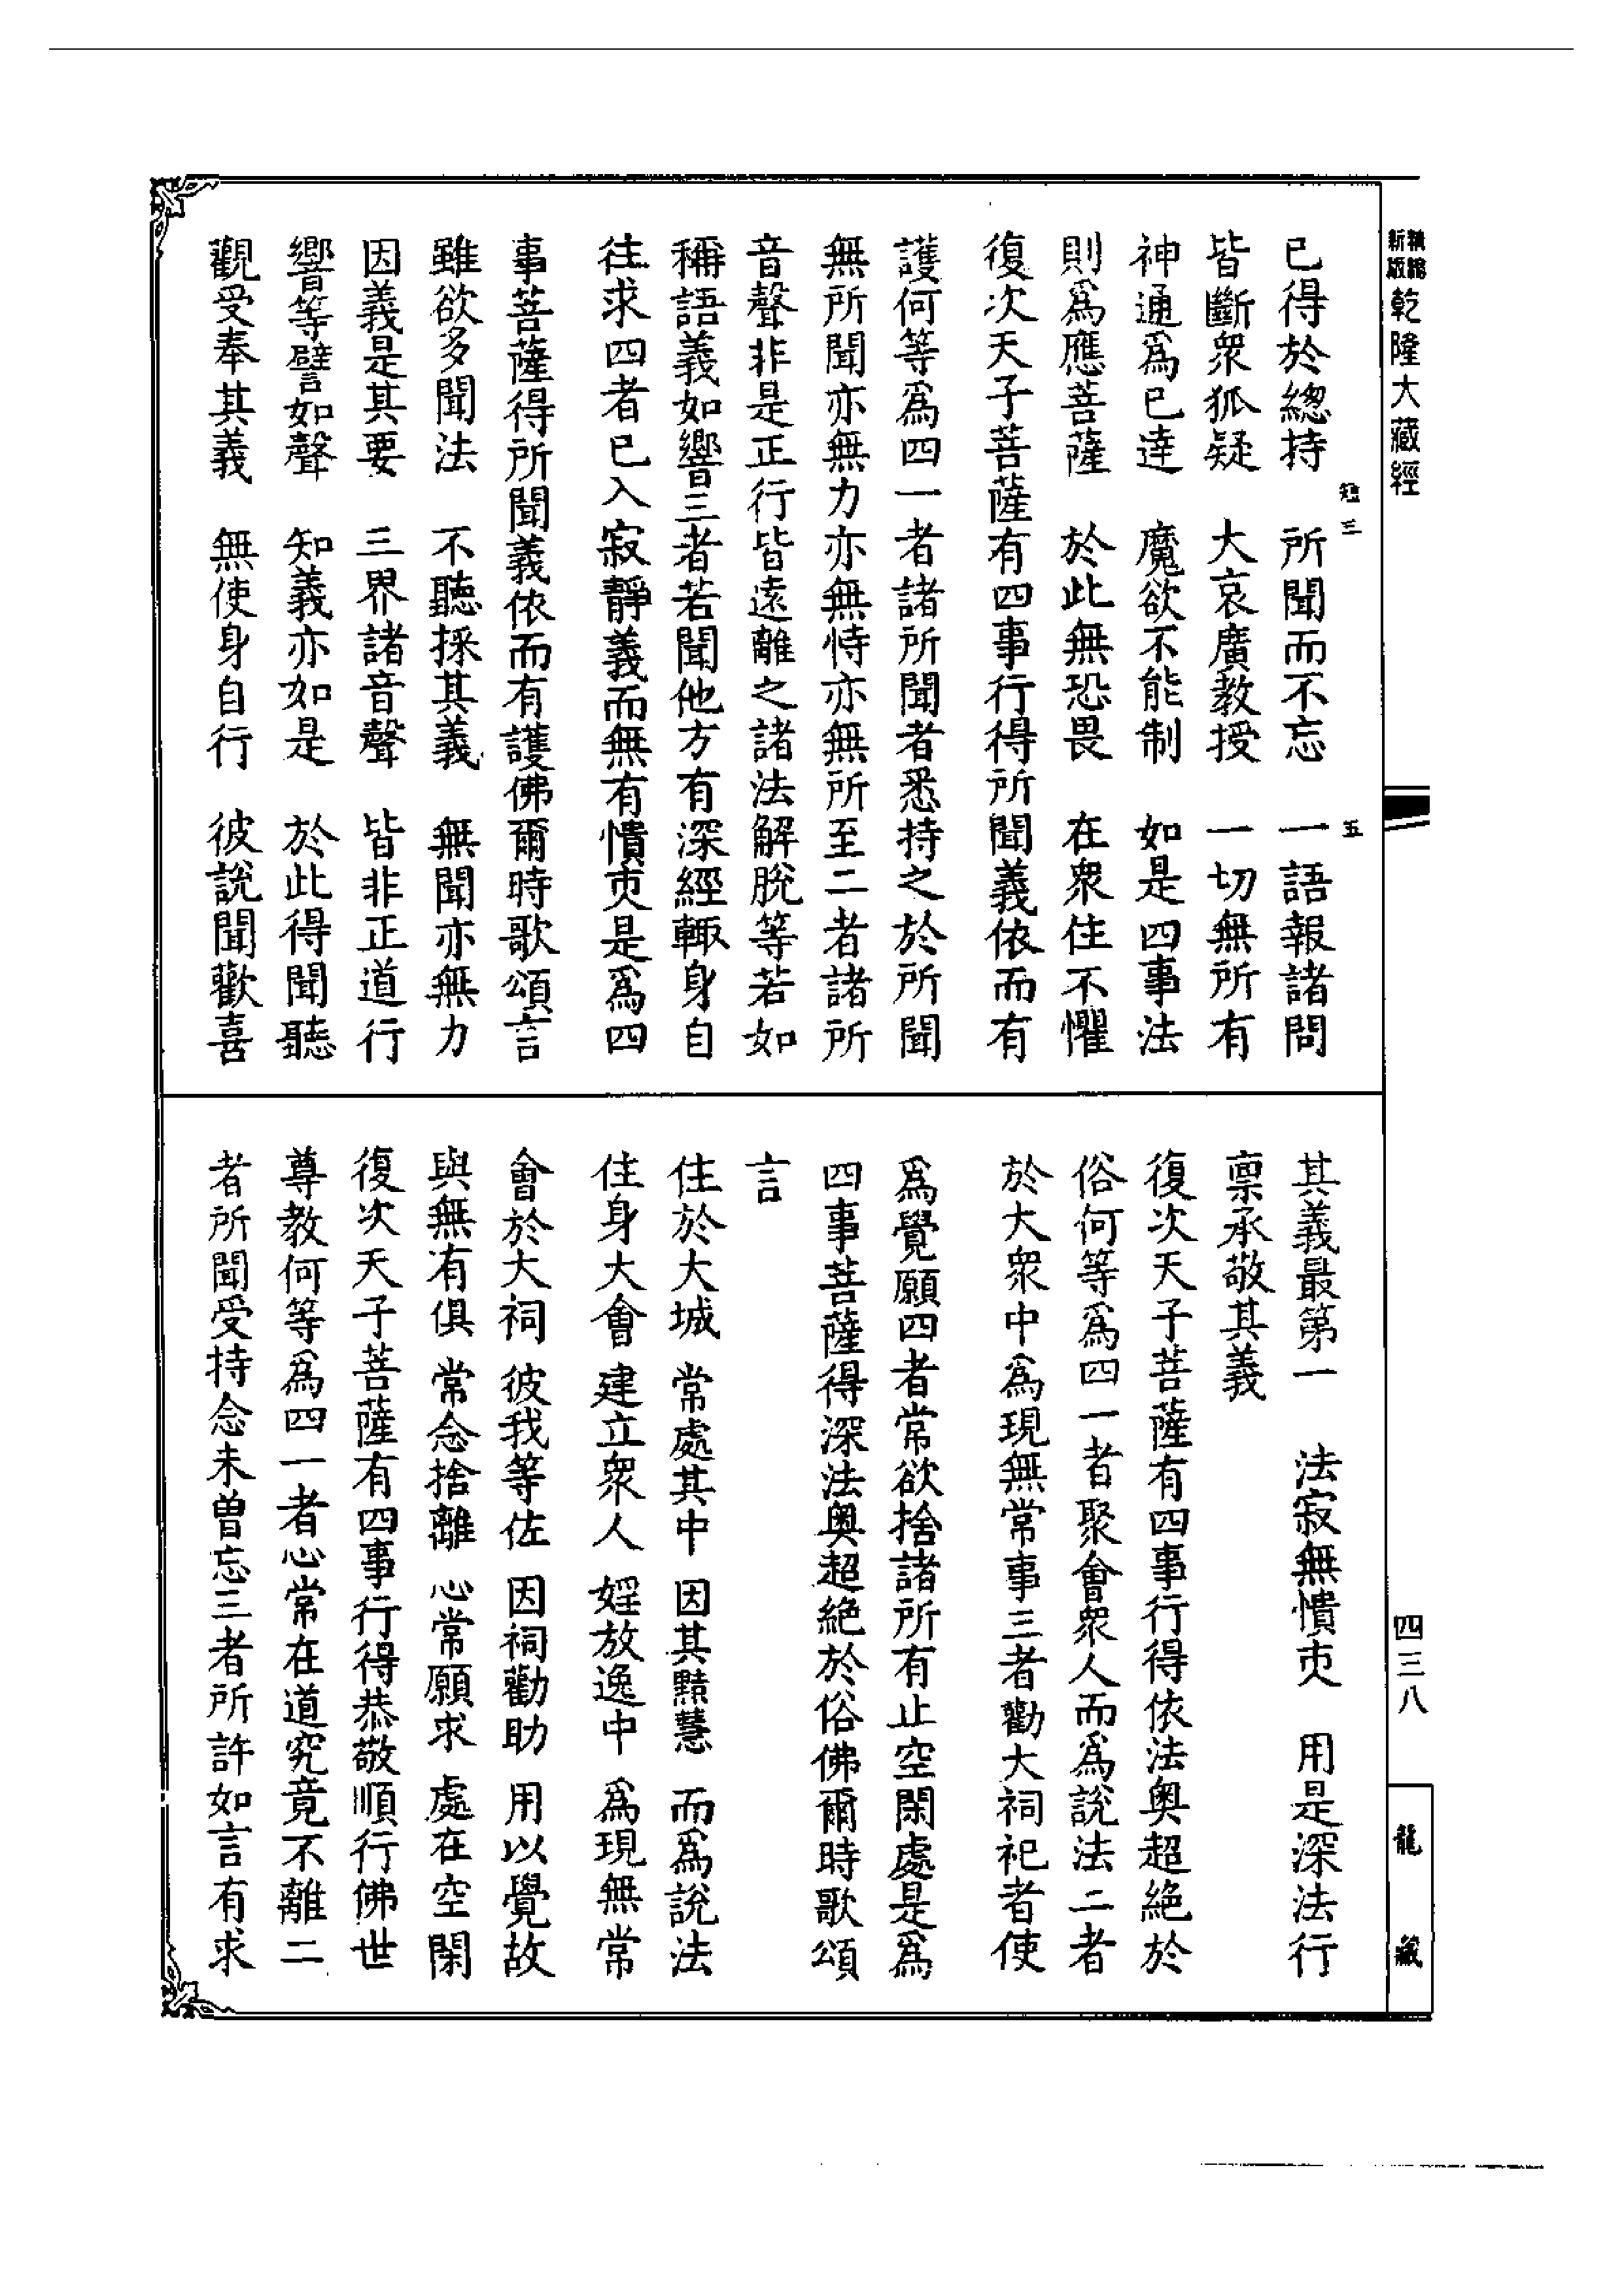 乾隆大藏經
已得於總持　所聞而不忘　一語報諸問
皆斷眾狐疑　大哀廣教授　一切無所有
神通爲已達　魔欲不能制　如是四事法
則爲應菩薩　於此無恐畏　在眾住不懼
復次天子菩薩有四事行得所聞義依而有
護何等爲四一者諸所聞者悉持之於所聞
無所聞亦無力亦無恃亦無所至二者諸所
音聲非是正行皆遠離之諸法解脫等若如
稱語義如響三者若聞他方有深經輙身自
往求四者已入寂靜義而無有憒吏是爲四
事菩薩得所聞義依而有護佛爾時歌頌言
雖欲多聞法　不聽採其義　無聞亦無力
因義是其要　三界諸音聲　皆非正道行
響等譬如聲　知義亦如是　於此得聞聽
觀受奉其義　無使身自行　彼說聞歡喜
其義最第一　法寂無憒吏　用是深法行
稟承敬其義
復次天子菩薩有四事行得依法奧超絶於
俗何等爲四一者聚會眾人而爲說法二者
於大眾中爲現無常事三者勸大祠祀者使
爲覺願四者常欲捨諸所有止空閑處是爲
四事菩薩得深法奧超絶於俗佛爾時歌頌
言
住於大城　常處其中　因其黠慧　而爲說法
住身大會　建立眾人　婬放逸中　爲現無常
會於大祠　彼我等佐　因祠勸助　用以覺故
與無有俱　常念捨離　心常願求　處在空閑
復次天子菩薩有四事行得恭敬順行佛世
尊教何等爲四一者心常在道究竟不離二
者所聞受持念未曾忘三者所許如言有求
四三八
龍藏